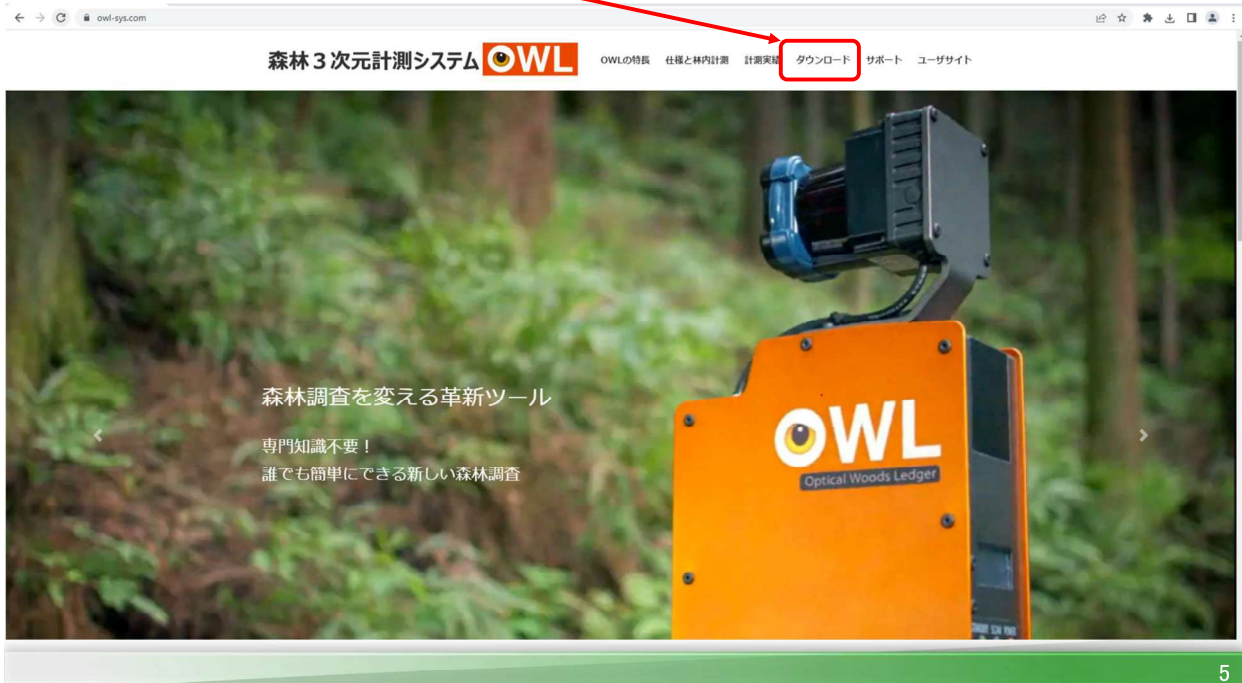 owl-sys.com
森林３次元計測システム OWL
OWLの特長 仕様と林内計測 計測実績 ダウンロード サポート ユーザサイト
森林調査を変える革新ツール
専門知識不要！
誰でも簡単にできる新しい森林調査
OWL
Optical Woods Ledger
5